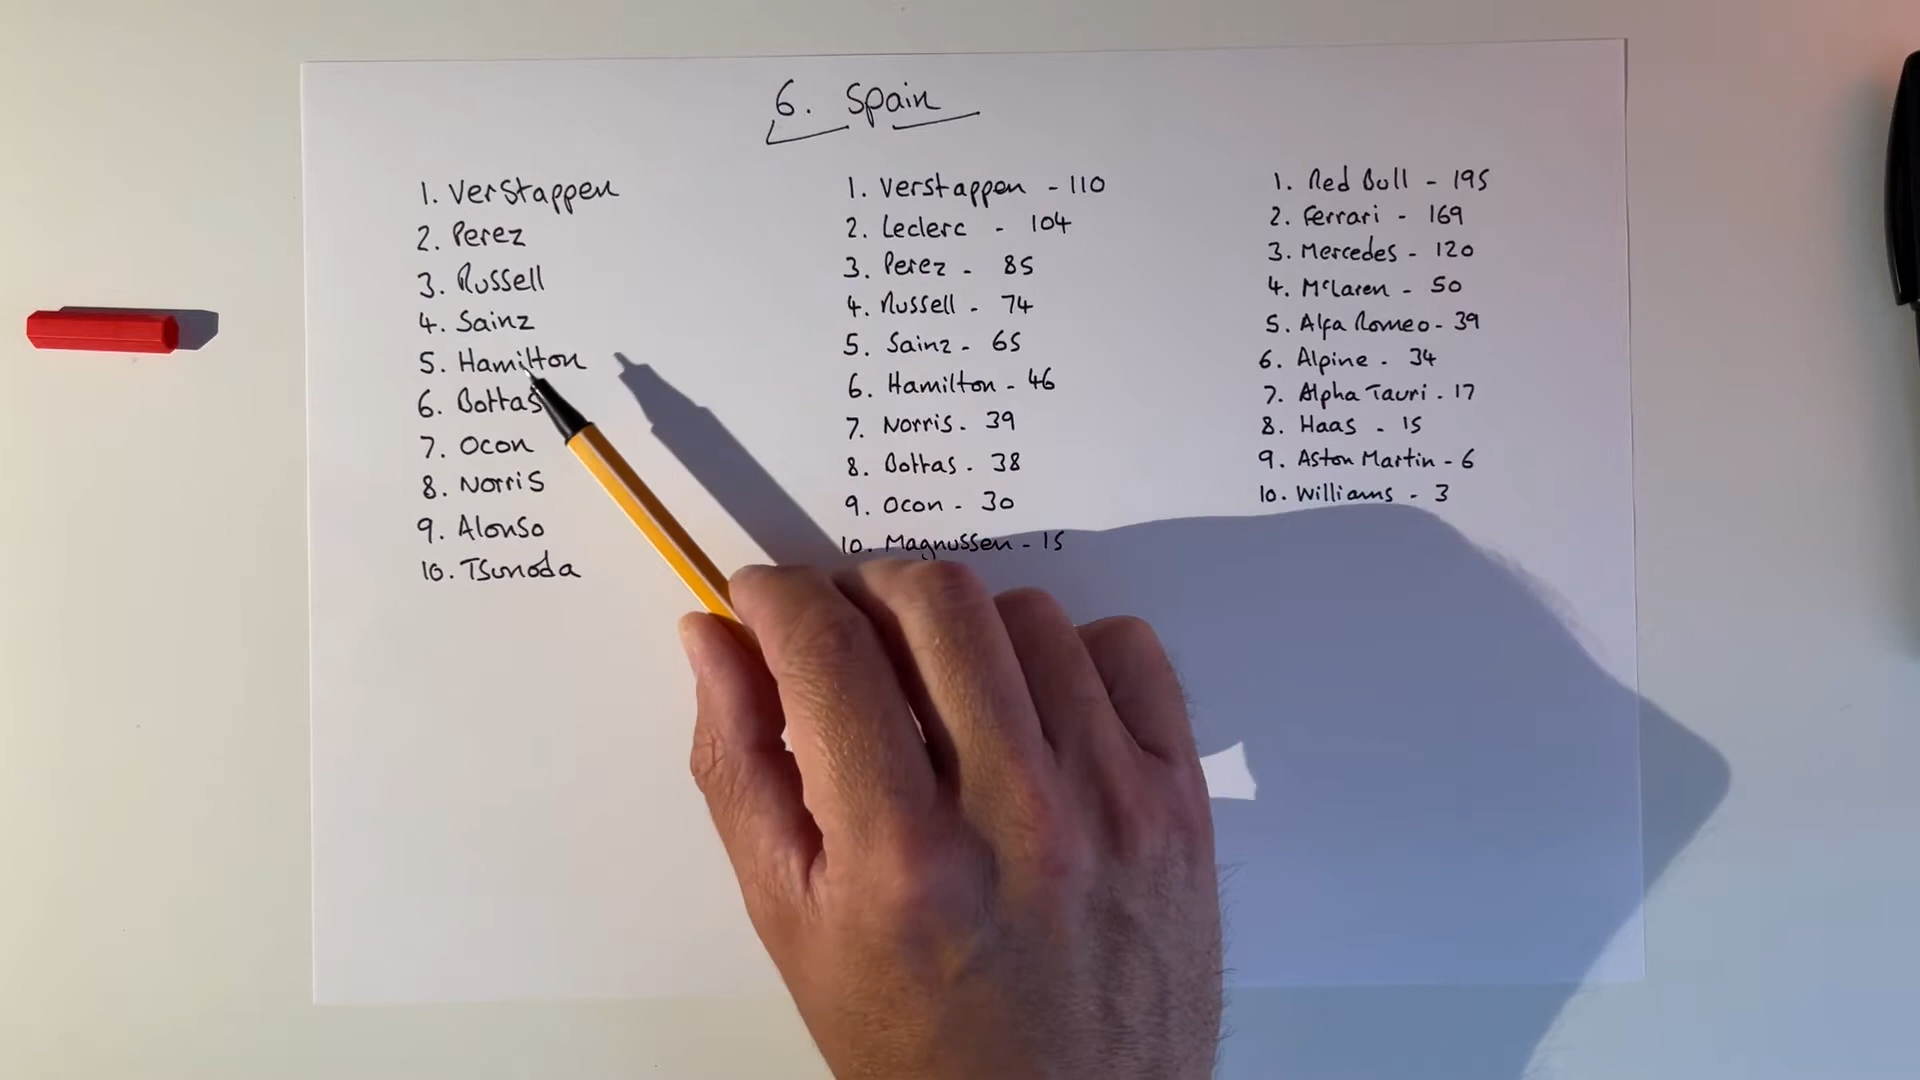 6. Spain
1. Verstappen
2. Perez
3. Russell
4. Sainz
5. Hamilton
6. Bottas
7. Ocon
8. Norris
9. Alonso
10. Tsunoda
1. Verstappen - 110
2. Leclerc - 104
3. Perez - 85
4. Russell - 74
5. Sainz - 65
6. Hamilton - 46
7. Norris - 39
8. Bottas - 38
9. Ocon - 30
10. Magnussen - 15
1. Red Bull - 195
2. Ferrari - 169
3. Mercedes - 120
4. McLaren - 50
5. Alfa Romeo - 39
6. Alpine - 34
7. Alpha Tauri - 17
8. Haas - 15
9. Aston Martin - 6
10. Williams - 3